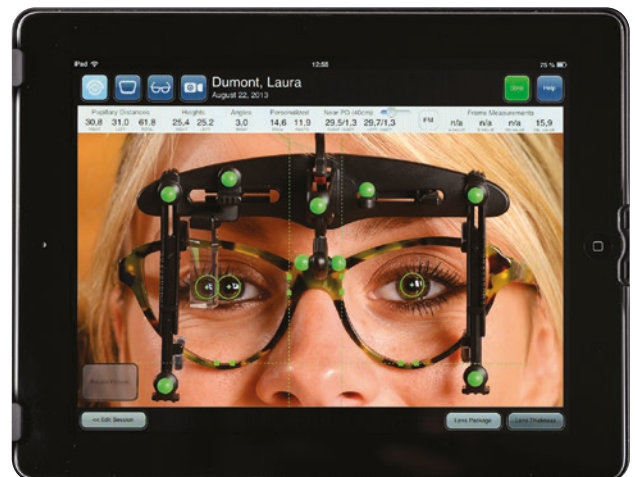 iPad 12:55 75 %
Dumont, Laura
August 22, 2013
Help
Pupillary Distances Heights Angles Personalized Near PD (40cm) Frame Measurements
30,8 31,0 61,8 25,4 25,2 3,0 14,6 11,9 29,5/1,3 29,7/1,3 FM n/a n/a n/a 15,9
<< Edit Session Lens Package Lens Thickness